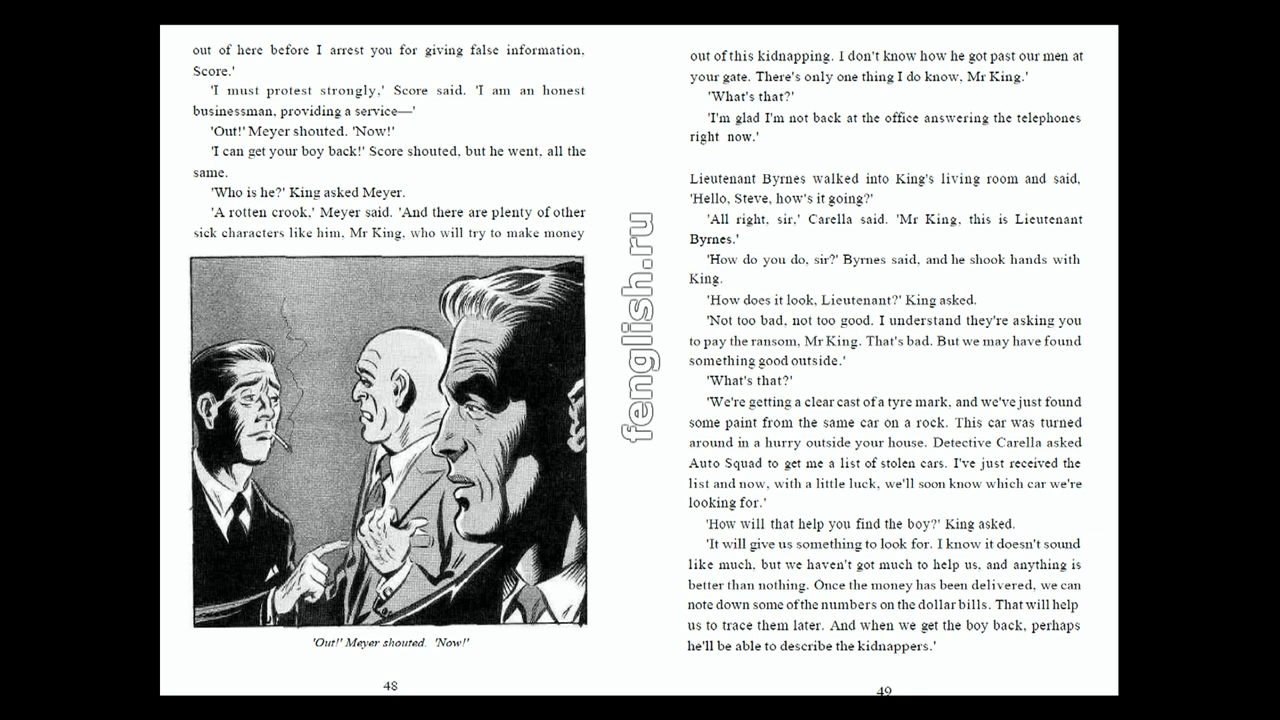 out of here before I arrest you for giving false information,
Score.'
'I must protest strongly,' Score said. 'I am an honest
businessman, providing a service—'
'Out!' Meyer shouted. 'Now!'
'I can get your boy back!' Score shouted, but he went, all the
same.
'Who is he?' King asked Meyer.
'A rotten crook,' Meyer said. 'And there are plenty of other
sick characters like him, Mr King, who will try to make money
'Out!' Meyer shouted. 'Now!'
48
fenglish.ru
out of this kidnapping. I don't know how he got past our men at
your gate. There's only one thing I do know, Mr King.'
'What's that?'
'I'm glad I'm not back at the office answering the telephones
right now.'
Lieutenant Byrnes walked into King's living room and said,
'Hello, Steve, how's it going?'
'All right, sir,' Carella said. 'Mr King, this is Lieutenant
Byrnes.'
'How do you do, sir?' Byrnes said, and he shook hands with
King.
'How does it look, Lieutenant?' King asked.
'Not too bad, not too good. I understand they're asking you
to pay the ransom, Mr King. That's bad. But we may have found
something good outside.'
'What's that?'
'We're getting a clear cast of a tyre mark, and we've just found
some paint from the same car on a rock. This car was turned
around in a hurry outside your house. Detective Carella asked
Auto Squad to get me a list of stolen cars. I've just received the
list and now, with a little luck, we'll soon know which car we're
looking for.'
'How will that help you find the boy?' King asked.
'It will give us something to look for. I know it doesn't sound
like much, but we haven't got much to help us, and anything is
better than nothing. Once the money has been delivered, we can
note down some of the numbers on the dollar bills. That will help
us to trace them later. And when we get the boy back, perhaps
he'll be able to describe the kidnappers.'
49